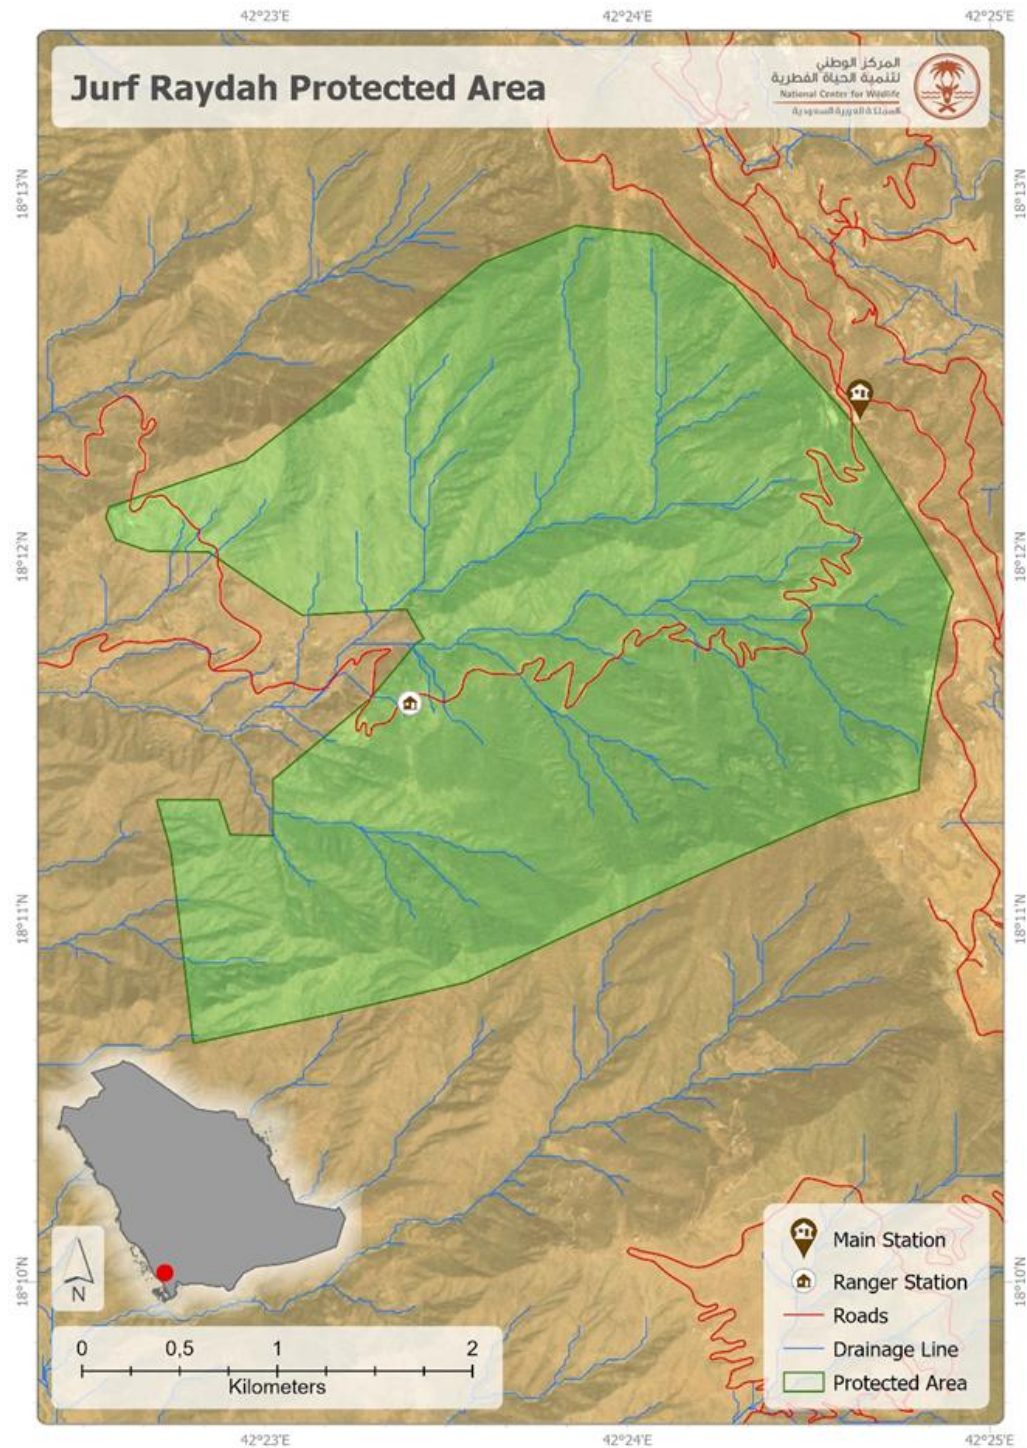 42°23'E
42°24'E
42°25'E
Jurf Raydah Protected Area
المركز الوطني
لتنمية الحياة الفطرية
National Center for Wildlife
المملكة العربية السعودية
18°13'N
18°13'N
18°12'N
18°12'N
18°11'N
18°11'N
18°10'N
18°10'N
N
0
0,5
1
2
Kilometers
Main Station
Ranger Station
Roads
Drainage Line
Protected Area
42°23'E
42°24'E
42°25'E